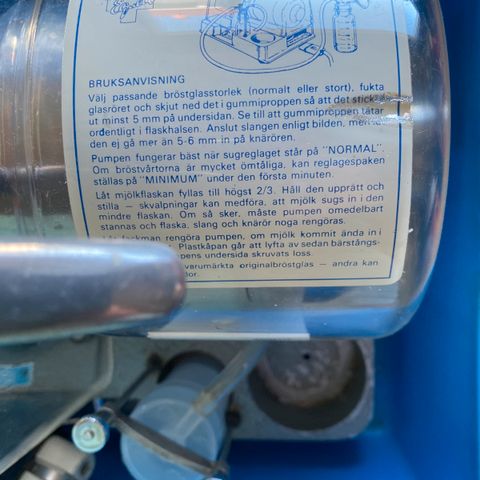 BRUKSANVISNING
Välj passande bröstglasstorlek (normalt eller stort), fukta
glasröret och skjut ned det i gummiproppen så att det stick
ut minst 5 mm på undersidan. Se till att gummiproppen tätar
ordentligt i flaskhalsen. Anslut slangen enligt bilden, men
den ej gå mer än 5-6 mm in på knärören.
Pumpen fungerar bäst när sugreglaget står på "NORMAL".
Om bröstvårtorna är mycket ömtåliga, kan reglagespaken
ställas på "MINIMUM" under den första minuten.
Låt mjölkflaskan fyllas till högst 2/3. Håll den upprätt och
stilla — skvalpningar kan medföra, att mjölk sugs in i den
mindre flaskan. Om så sker, måste pumpen omedelbart
stannas och flaska, slang och knärör noga rengöras.
fackman rengöra pumpen, om mjölk kommit ända in i
Plastkåpan går att lyfta av sedan bärstångs-
pens undersida skruvats loss.
verumärkta originalbröstglas — andra kan